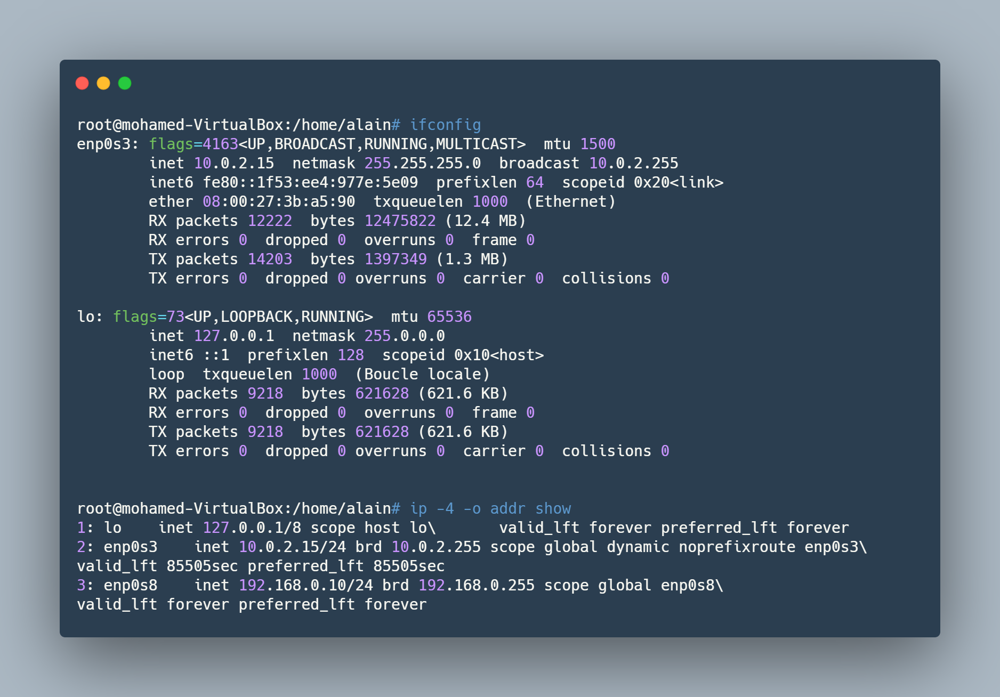 root@mohamed-VirtualBox:/home/alain# ifconfig
enp0s3: flags=4163<UP,BROADCAST,RUNNING,MULTICAST>  mtu 1500
        inet 10.0.2.15  netmask 255.255.255.0  broadcast 10.0.2.255
        inet6 fe80::1f53:ee4:977e:5e09  prefixlen 64  scopeid 0x20<link>
        ether 08:00:27:3b:a5:90  txqueuelen 1000  (Ethernet)
        RX packets 12222  bytes 12475822 (12.4 MB)
        RX errors 0  dropped 0  overruns 0  frame 0
        TX packets 14203  bytes 1397349 (1.3 MB)
        TX errors 0  dropped 0 overruns 0  carrier 0  collisions 0

lo: flags=73<UP,LOOPBACK,RUNNING>  mtu 65536
        inet 127.0.0.1  netmask 255.0.0.0
        inet6 ::1  prefixlen 128  scopeid 0x10<host>
        loop  txqueuelen 1000  (Boucle locale)
        RX packets 9218  bytes 621628 (621.6 KB)
        RX errors 0  dropped 0  overruns 0  frame 0
        TX packets 9218  bytes 621628 (621.6 KB)
        TX errors 0  dropped 0 overruns 0  carrier 0  collisions 0

root@mohamed-VirtualBox:/home/alain# ip -4 -o addr show
1: lo    inet 127.0.0.1/8 scope host lo\       valid_lft forever preferred_lft forever
2: enp0s3    inet 10.0.2.15/24 brd 10.0.2.255 scope global dynamic noprefixroute enp0s3\
valid_lft 85505sec preferred_lft 85505sec
3: enp0s8    inet 192.168.0.10/24 brd 192.168.0.255 scope global enp0s8\
valid_lft forever preferred_lft forever